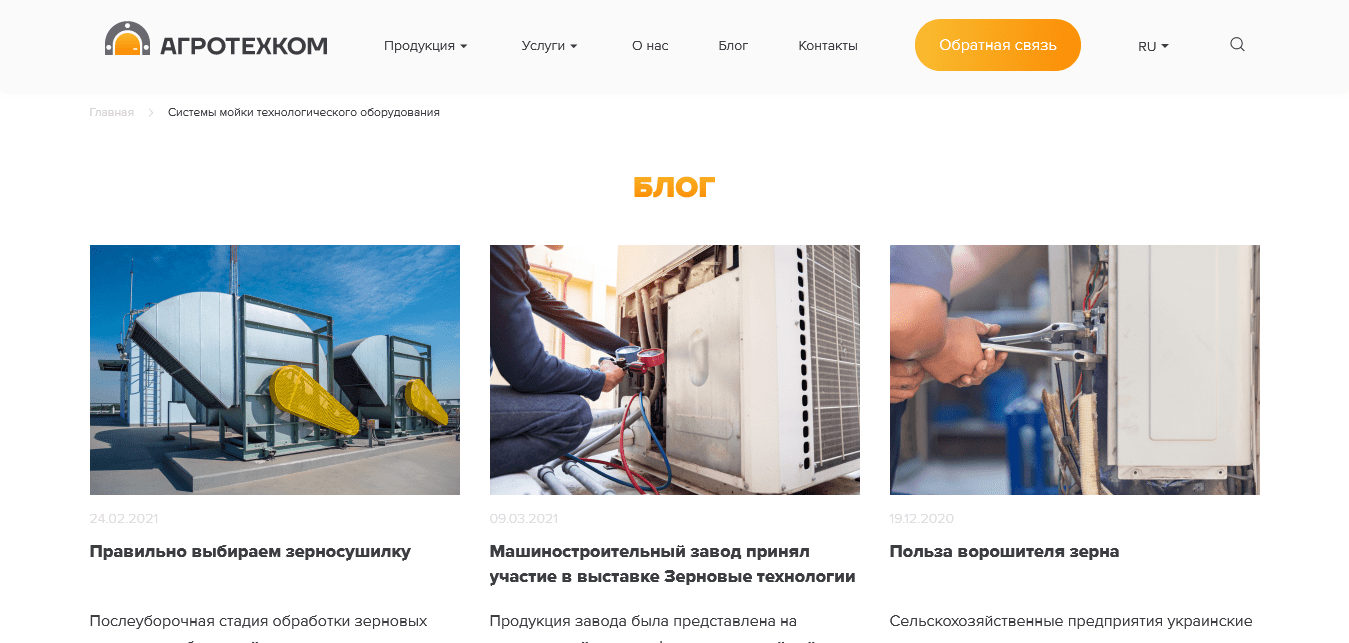 АГРОТЕХКОМ
Продукция
Услуги
О нас
Блог
Контакты
Обратная связь
RU
Главная
Системы мойки технологического оборудования
БЛОГ
24.02.2021
Правильно выбираем зерносушилку
Послеуборочная стадия обработки зерновых
09.03.2021
Машиностроительный завод принял
участие в выставке Зерновые технологии
Продукция завода была представлена на
19.12.2020
Польза ворошителя зерна
Сельскохозяйственные предприятия украинские